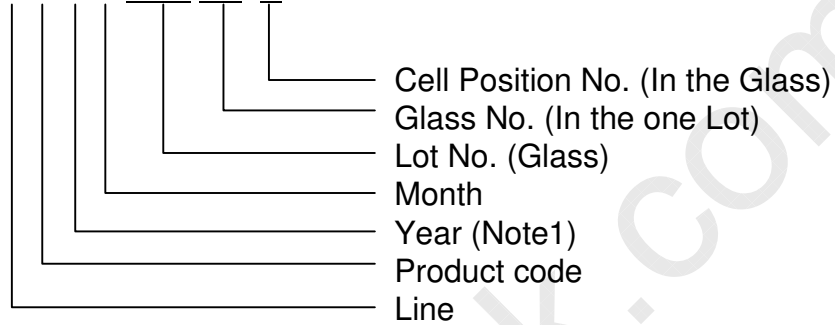 Cell Position No. (In the Glass)
Glass No. (In the one Lot)
Lot No. (Glass)
Month
Year (Note1)
Product code
Line